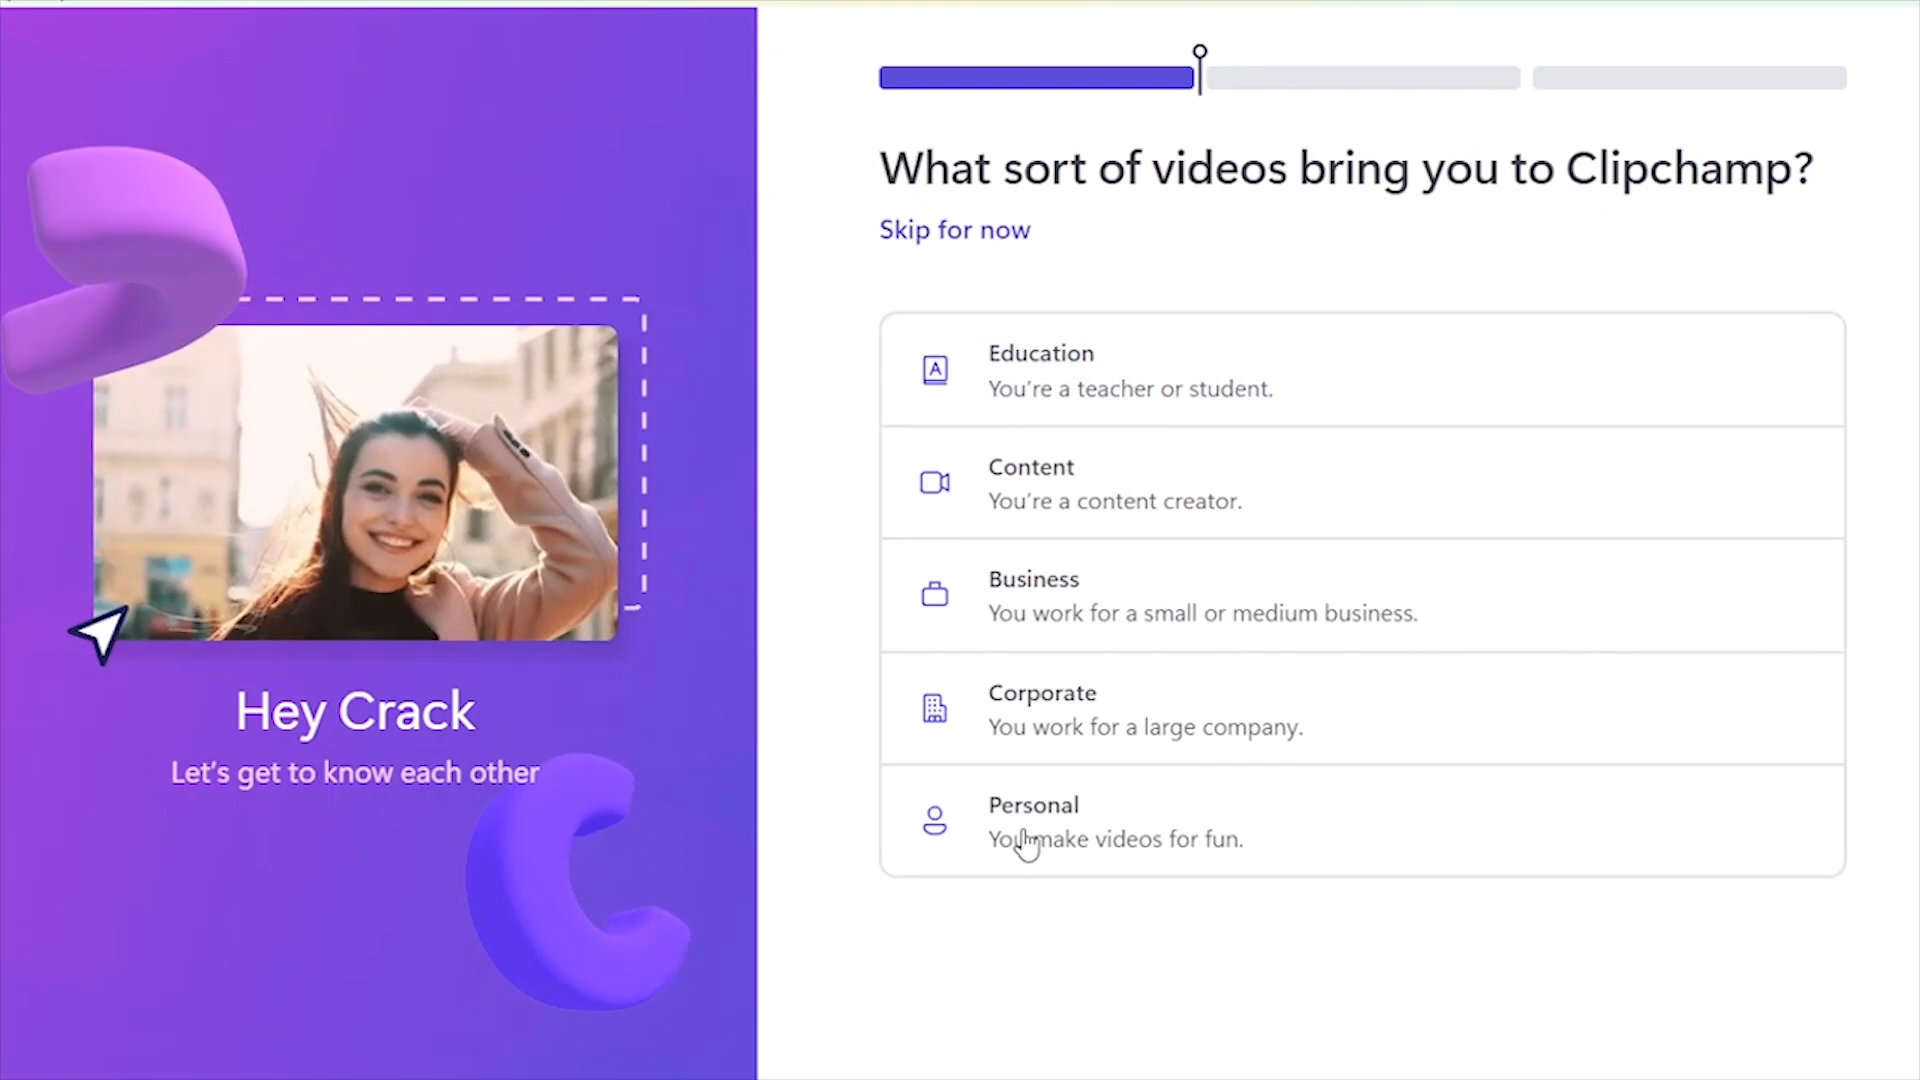 What sort of videos bring you to Clipchamp?
Skip for now
Education
You're a teacher or student.
Content
You're a content creator.
Business
You work for a small or medium business.
Corporate
You work for a large company.
Personal
You make videos for fun.
Hey Crack
Let's get to know each other